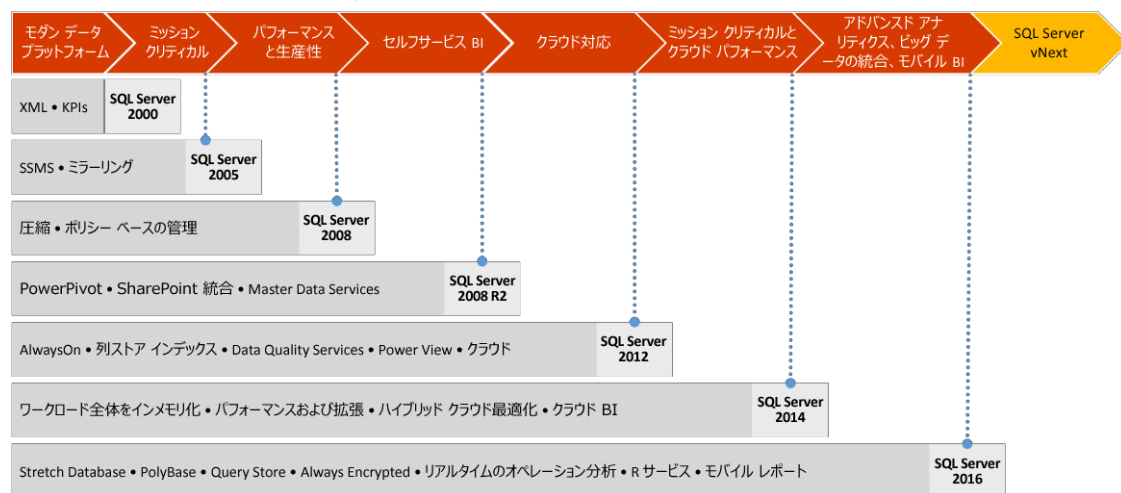 モダン データ
プラットフォーム
ミッション
クリティカル
パフォーマンス
と生産性
セルフサービス BI
クラウド対応
ミッション クリティカルと
クラウド パフォーマンス
アドバンスド アナ
リティクス、ビッグ デ
ータの統合、モバイル BI
SQL Server
vNext
XML • KPIs
SQL Server
2000
SSMS • ミラーリング
SQL Server
2005
圧縮 • ポリシー ベースの管理
SQL Server
2008
PowerPivot • SharePoint 統合 • Master Data Services
SQL Server
2008 R2
AlwaysOn • 列ストア インデックス • Data Quality Services • Power View • クラウド
SQL Server
2012
ワークロード全体をインメモリ化 • パフォーマンスおよび拡張 • ハイブリッド クラウド最適化 • クラウド BI
SQL Server
2014
Stretch Database • PolyBase • Query Store • Always Encrypted • リアルタイムのオペレーション分析 • R サービス • モバイル レポート
SQL Server
2016